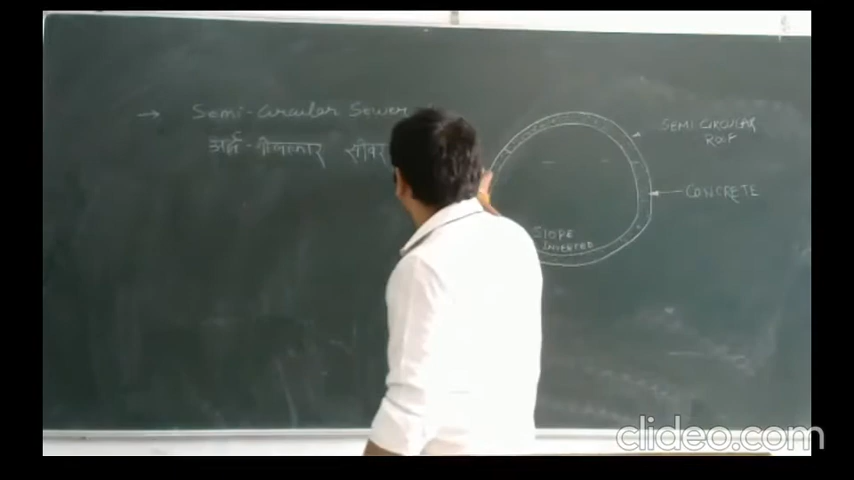 → Semi-Circular Sewer
अर्ध-गोलाकार सीवर
SEMI CIRCULAR
ROOF
CONCRETE
SLOPE
INVERTED
clideo.com